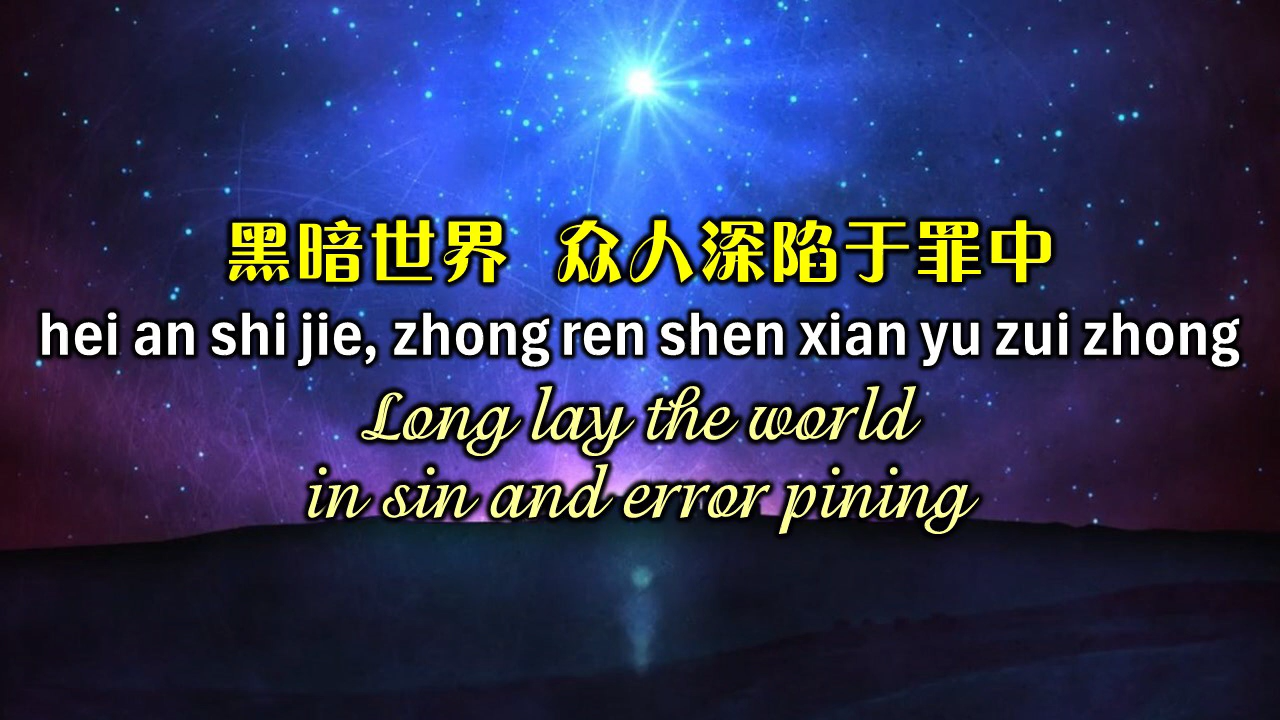 黑暗世界 众人深陷于罪中
hei an shi jie, zhong ren shen xian yu zui zhong
Long lay the world
in sin and error pining